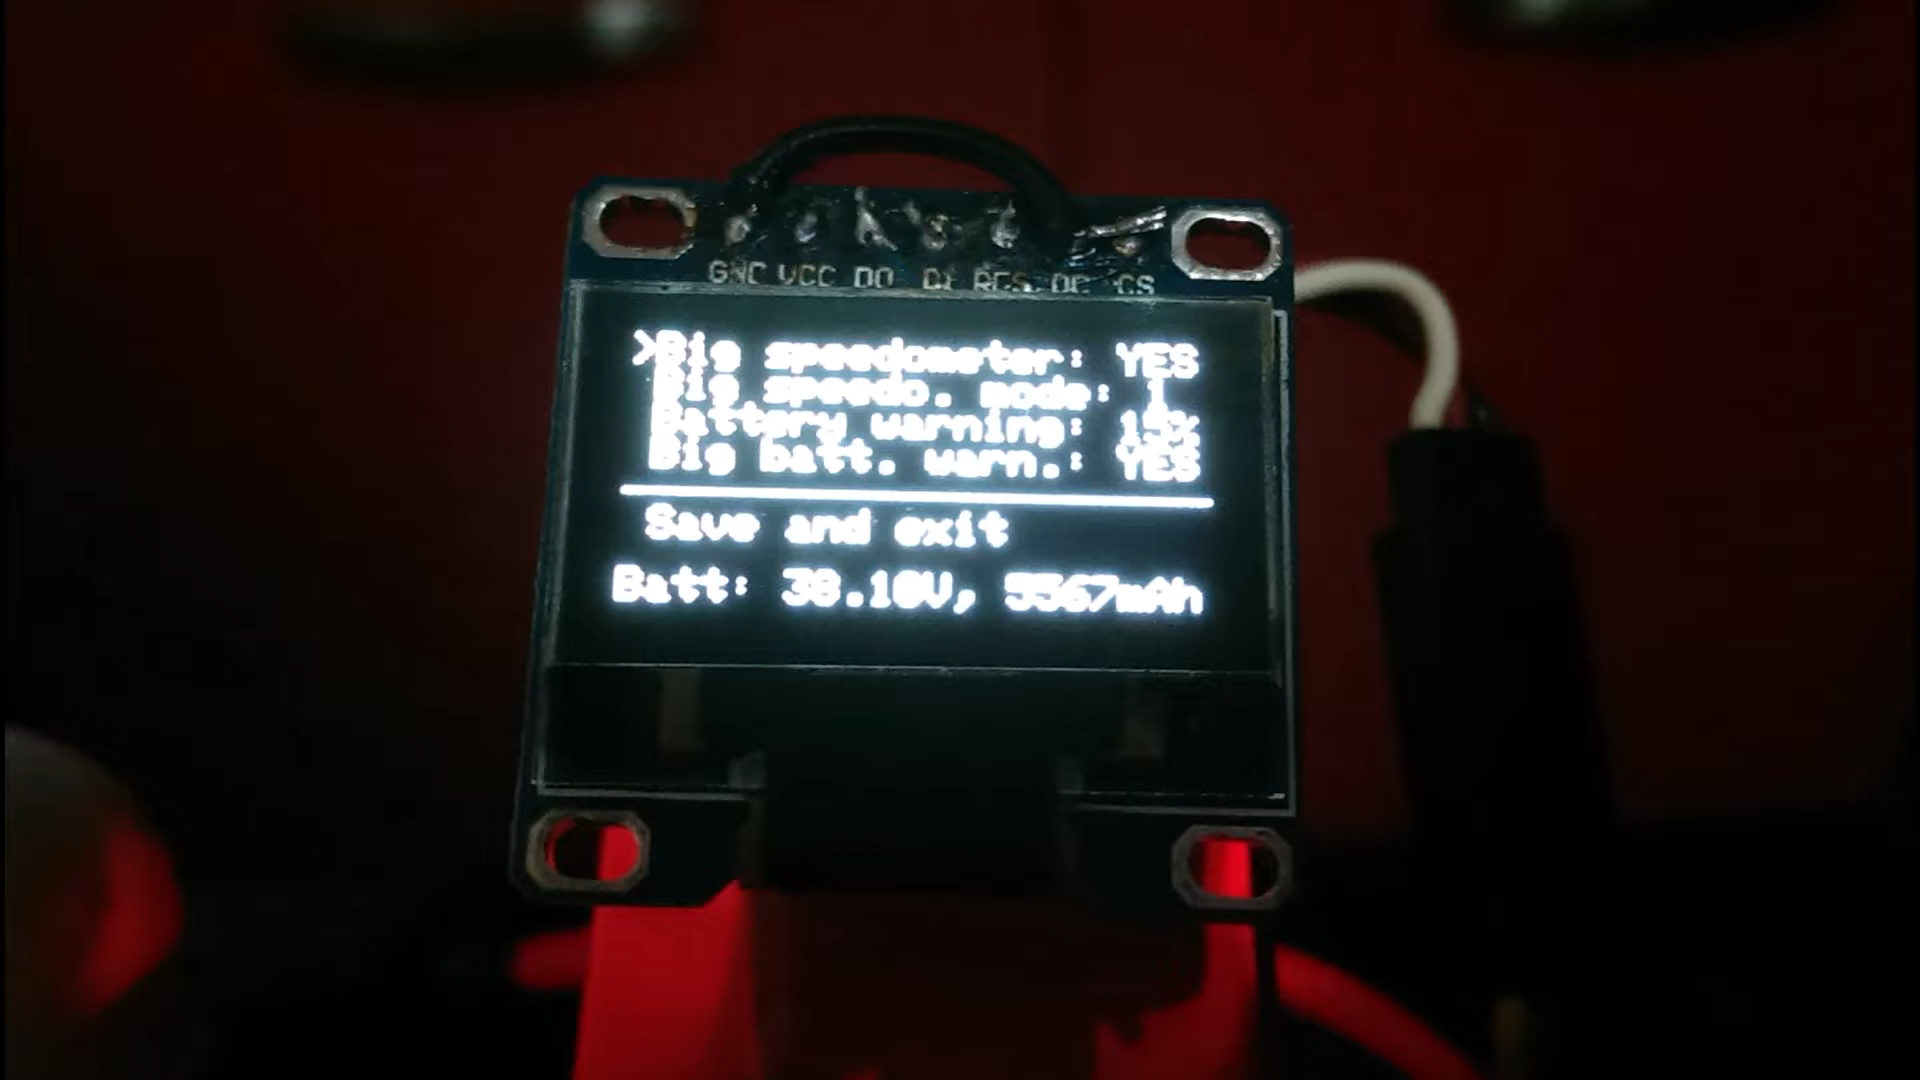 GND VCC D0 D1 RES DC CS
>Big speedometer: YES
Big speedo. mode: 1
Battery warning: 15%
Big batt. warn.: YES
Save and exit
Batt: 38.10V, 5567mAh